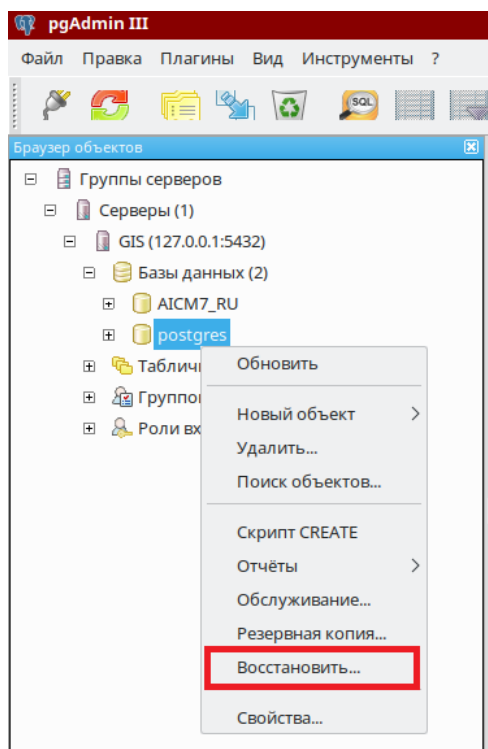 pgAdmin III
Файл Правка Плагины Вид Инструменты ?
SQL
Браузер объектов
Группы серверов
Серверы (1)
GIS (127.0.0.1:5432)
Базы данных (2)
AICM7_RU
postgres
Обновить
Новый объект
Удалить...
Поиск объектов...
Скрипт CREATE
Отчёты
Обслуживание...
Резервная копия...
Восстановить...
Свойства...